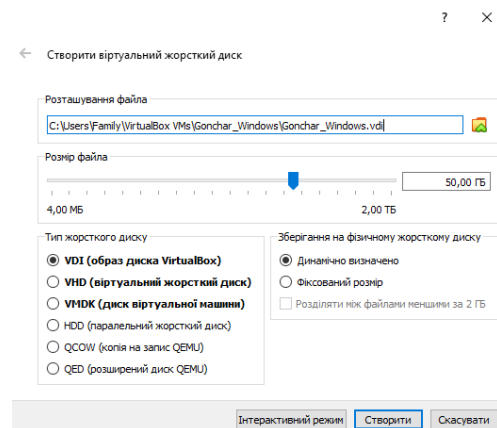 ?
Створити віртуальний жорсткий диск
Розташування файла
C:\Users\Family\VirtualBox VMs\Gonchar_Windows\Gonchar_Windows.vdi
Розмір файла
50,00 ГБ
4,00 МБ
2,00 ТБ
Тип жорсткого диску
VDI (образ диска VirtualBox)
VHD (віртуальний жорсткий диск)
VMDK (диск віртуальної машини)
HDD (паралельний жорсткий диск)
QCOW (копія на запис QEMU)
QED (розширений диск QEMU)
Зберігання на фізичному жорсткому диску
Динамічно визначено
Фіксований розмір
Розділяти між файлами меншими за 2 ГБ
Інтерактивний режим
Створити
Скасувати